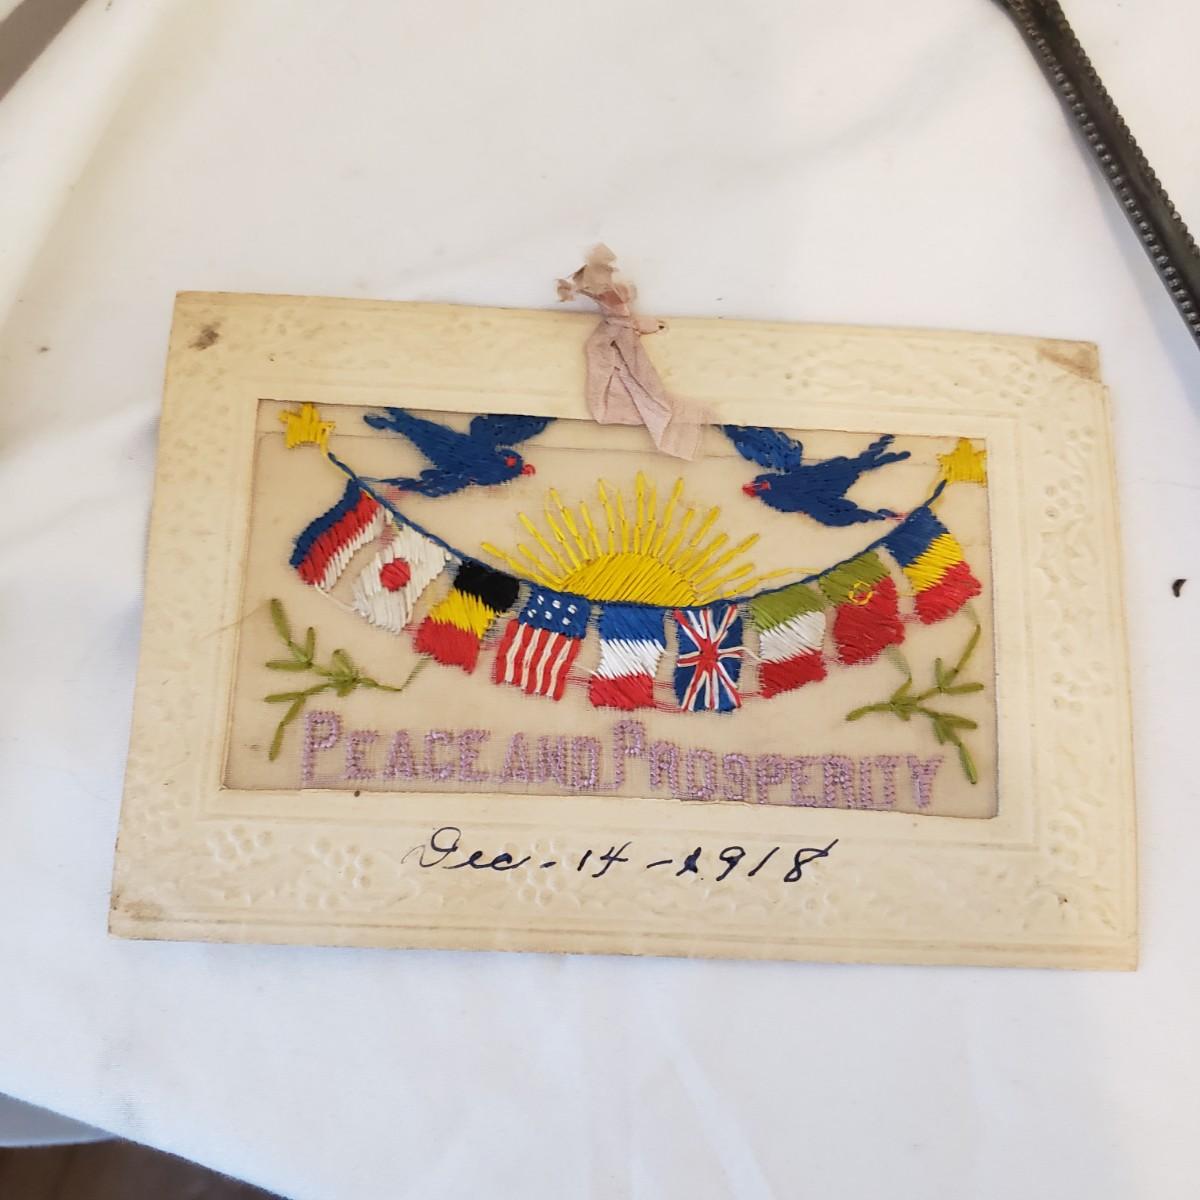 PEACE AND PROSPERITY
Dec - 14 - 1918